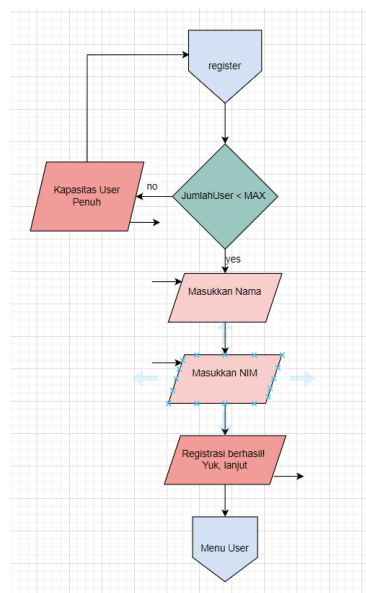 register
Kapasitas User
Penuh
no
JumlahUser < MAX
yes
Masukkan Nama
Masukkan NIM
Registrasi berhasil!
Yuk, lanjut
Menu User